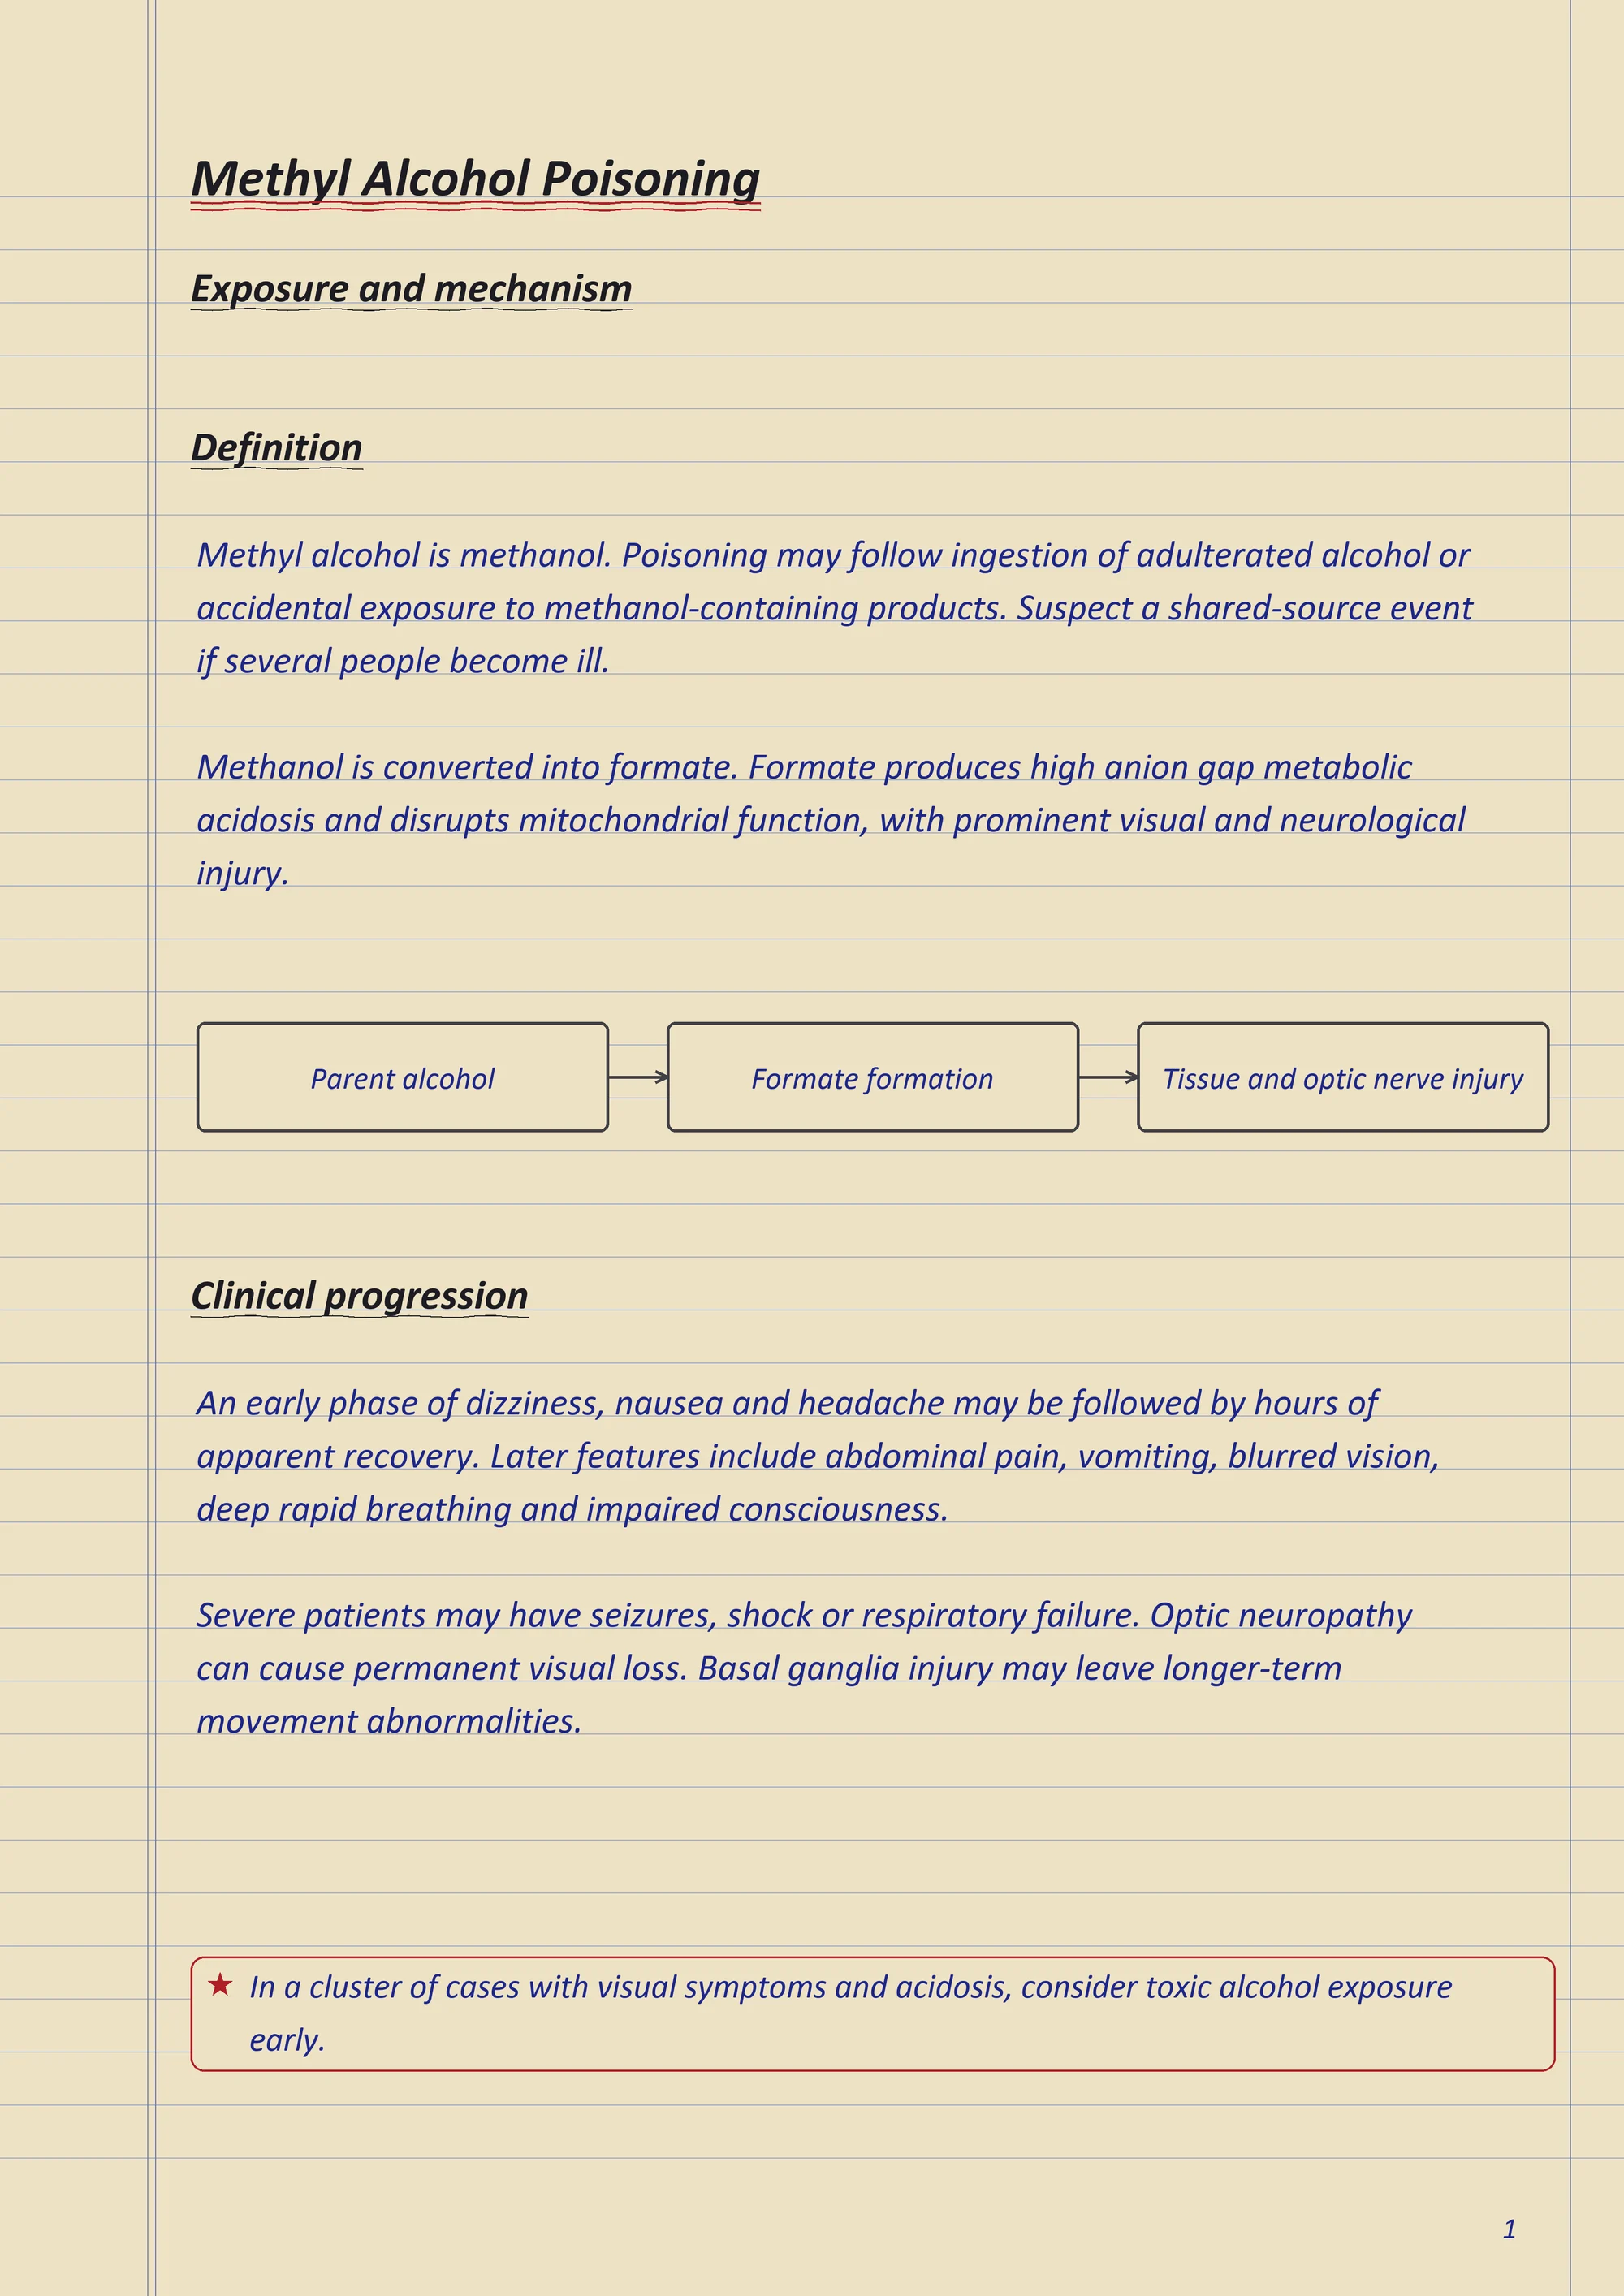 Methyl Alcohol Poisoning
Exposure and mechanism
Definition
Methyl alcohol is methanol. Poisoning may follow ingestion of adulterated alcohol or
accidental exposure to methanol-containing products. Suspect a shared-source event
if several people become ill.
Methanol is converted into formate. Formate produces high anion gap metabolic
acidosis and disrupts mitochondrial function, with prominent visual and neurological
injury.
Parent alcohol
Formate formation
Tissue and optic nerve injury
Clinical progression
An early phase of dizziness, nausea and headache may be followed by hours of
apparent recovery. Later features include abdominal pain, vomiting, blurred vision,
deep rapid breathing and impaired consciousness.
Severe patients may have seizures, shock or respiratory failure. Optic neuropathy
can cause permanent visual loss. Basal ganglia injury may leave longer-term
movement abnormalities.
★ In a cluster of cases with visual symptoms and acidosis, consider toxic alcohol exposure
early.
1